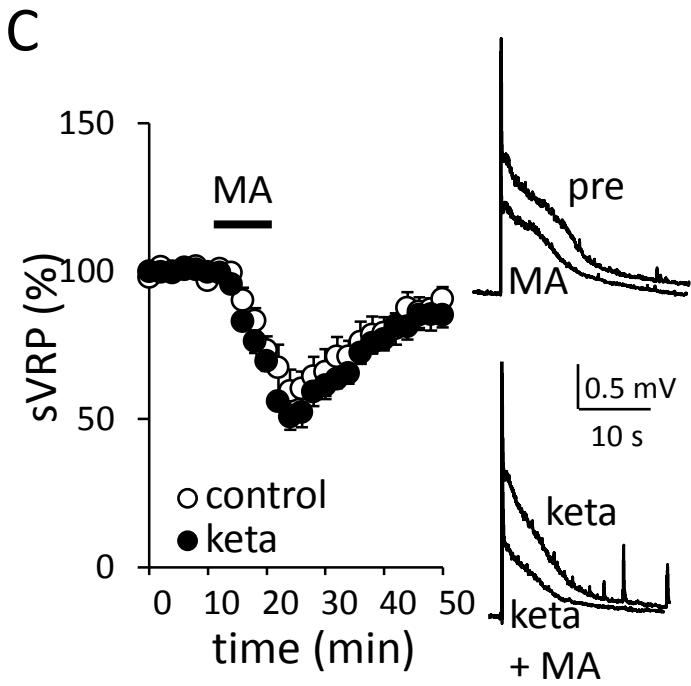 C
150
100
50
0
sVRP (%)
MA
control
keta
0 10 20 30 40 50
time (min)
pre
MA
0.5 mV
10 s
keta
keta
+ MA